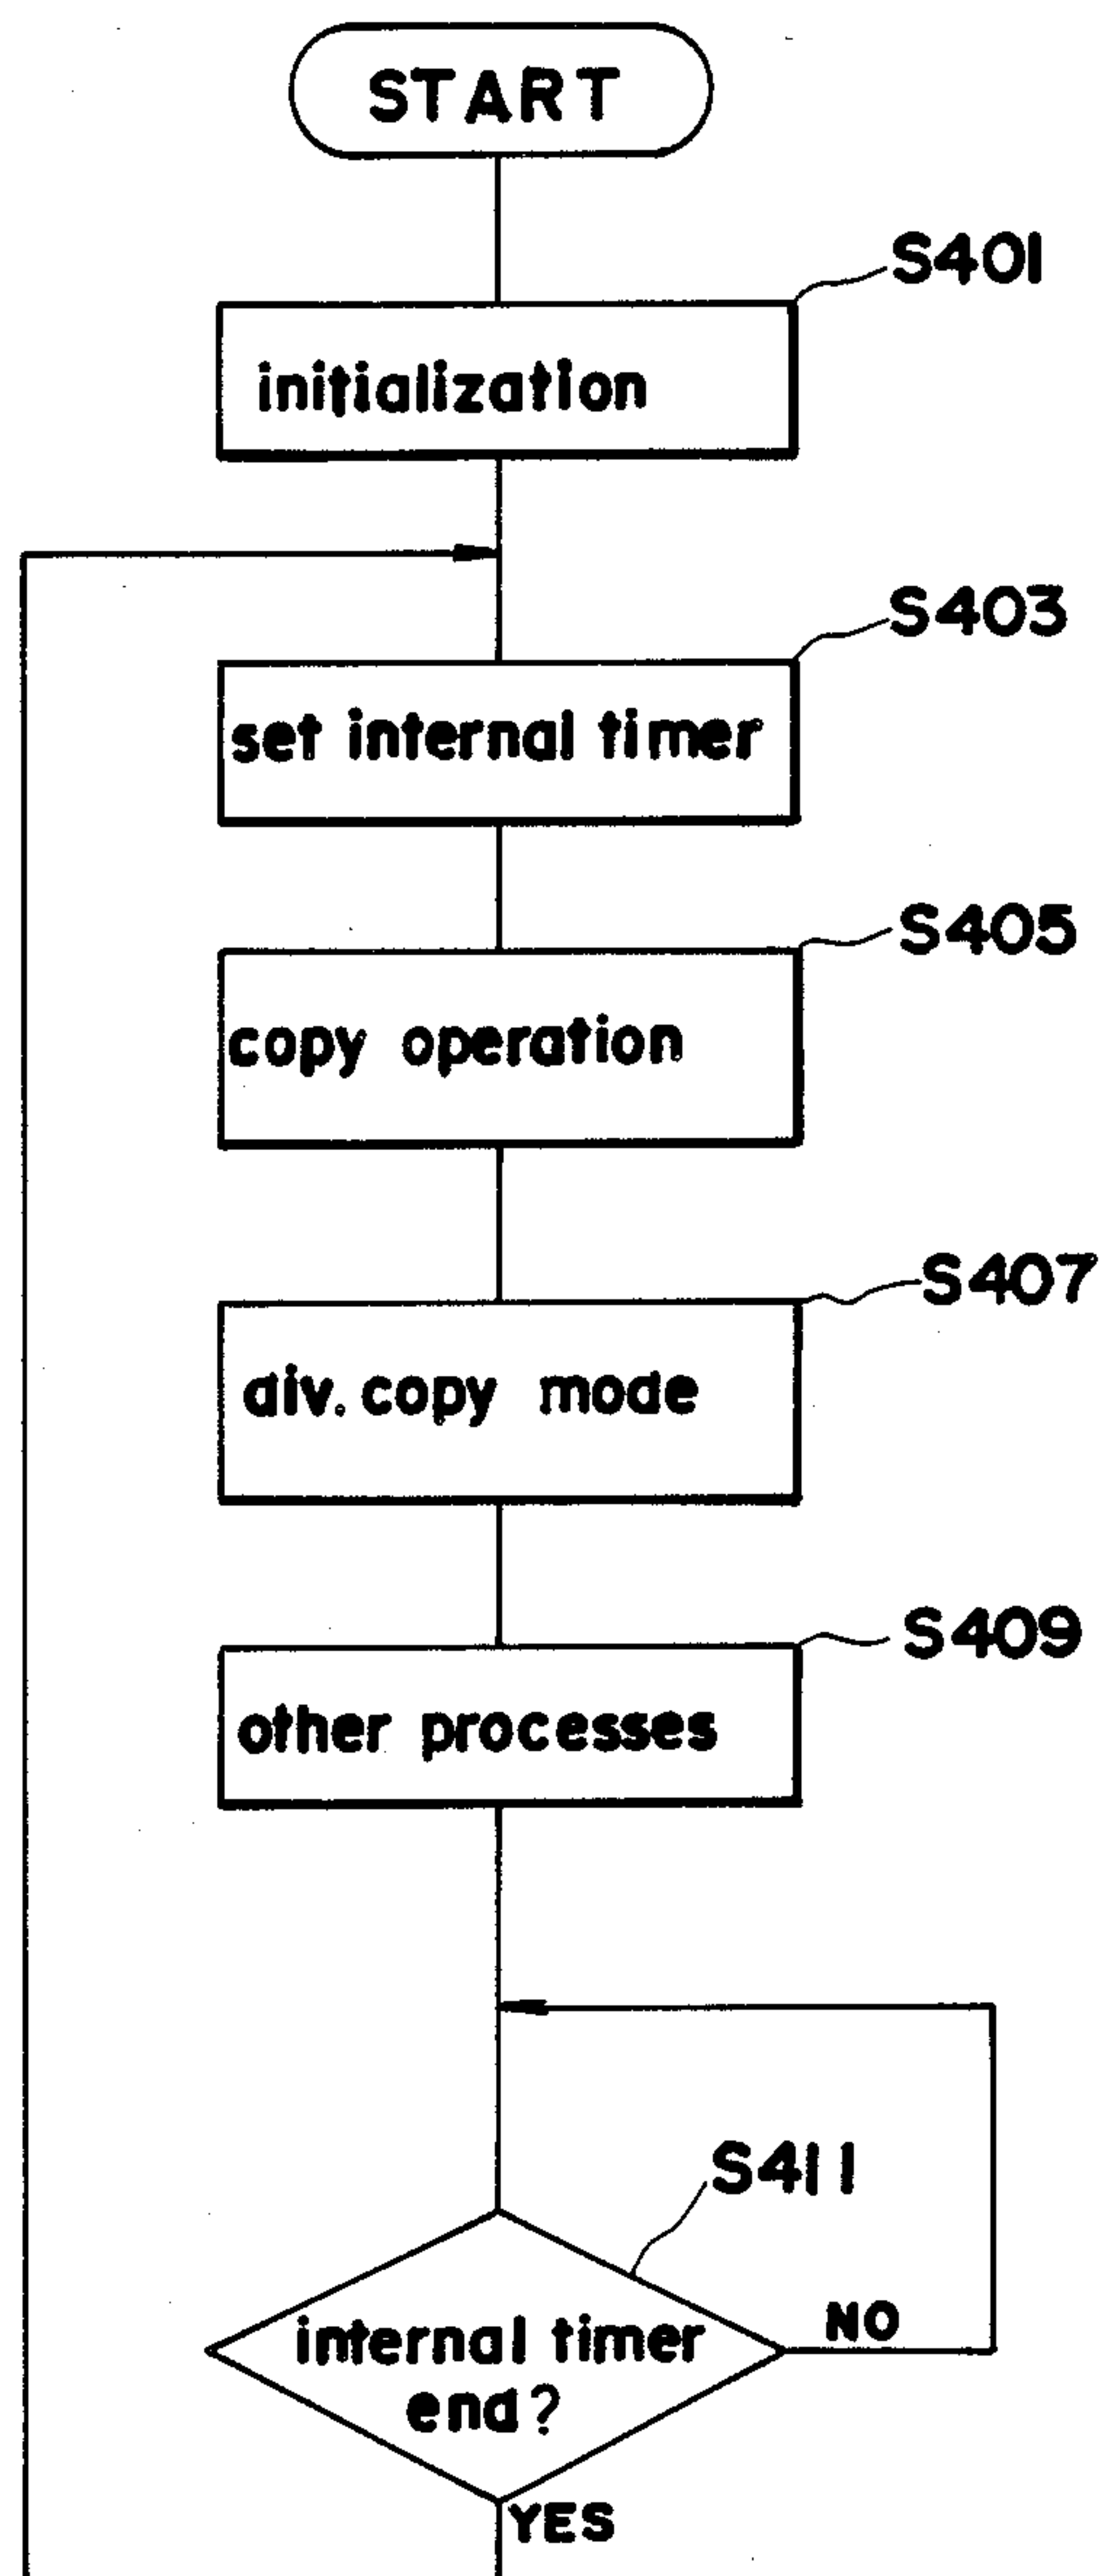 START
S401
initialization
S403
set internal timer
S405
copy operation
S407
div. copy mode
S409
other processes
S411
internal timer
end?
NO
YES